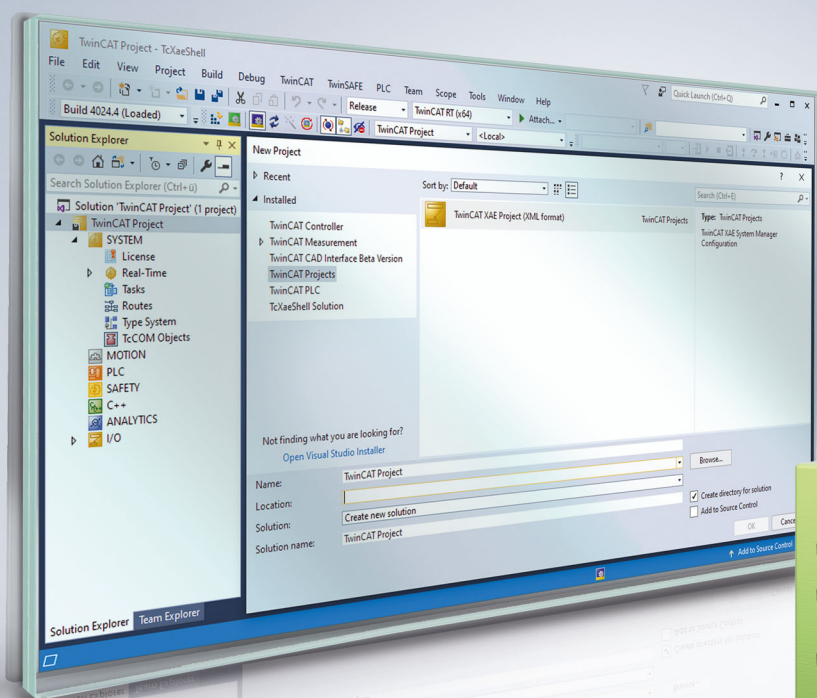 TwinCAT Project - TcXaeShell
File Edit View Project Build Debug TwinCAT TwinSAFE PLC Team Scope Tools Window Help
Quick Launch (Ctrl+Q)
Release TwinCAT RT (x64) Attach...
Build 4024.4 (Loaded) TwinCAT Project <Local>
Solution Explorer
Search Solution Explorer (Ctrl+ü)
Solution 'TwinCAT Project' (1 project)
TwinCAT Project
SYSTEM
License
Real-Time
Tasks
Routes
Type System
TcCOM Objects
MOTION
PLC
SAFETY
C++
ANALYTICS
I/O
Solution Explorer Team Explorer
New Project
? X
Recent
Installed
TwinCAT Controller
TwinCAT Measurement
TwinCAT CAD Interface Beta Version
TwinCAT Projects
TwinCAT PLC
TcXaeShell Solution
Not finding what you are looking for?
Open Visual Studio Installer
Sort by: Default
Search (Ctrl+E)
TwinCAT XAE Project (XML format) TwinCAT Projects
Type: TwinCAT Projects
TwinCAT XAE System Manager
Configuration
Name: TwinCAT Project
Location:
Browse...
Solution: Create new solution
Solution name: TwinCAT Project
Create directory for solution
Add to Source Control
OK
Add to Source Control